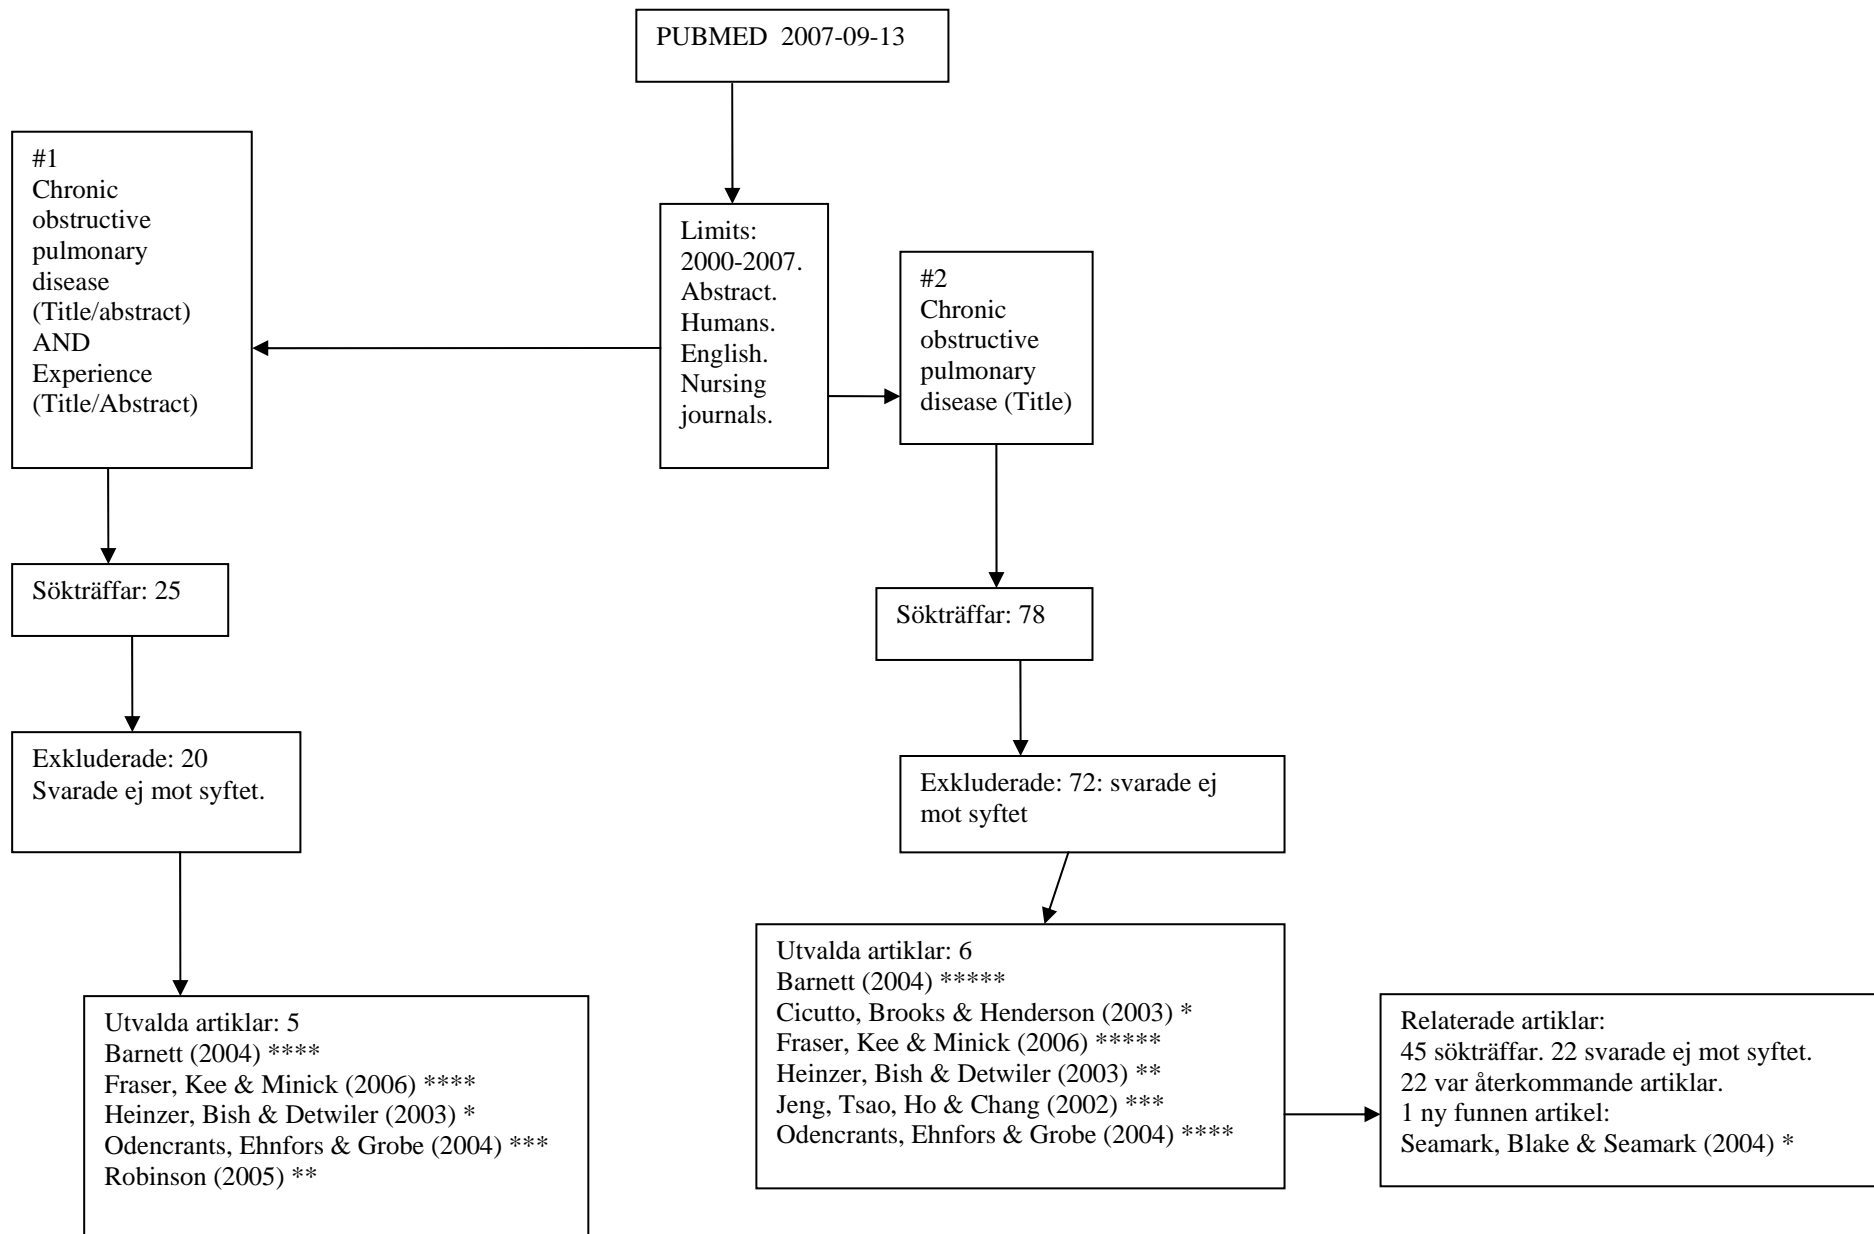 PUBMED 2007-09-13
#1
Chronic
obstructive
pulmonary
disease
(Title/abstract)
AND
Experience
(Title/Abstract)
Limits:
2000-2007.
Abstract.
Humans.
English.
Nursing
journals.
#2
Chronic
obstructive
pulmonary
disease (Title)
Sökträffar: 25
Sökträffar: 78
Exkluderade: 20
Svarade ej mot syftet.
Exkluderade: 72: svarade ej
mot syftet
Utvalda artiklar: 5
Barnett (2004) ****
Fraser, Kee & Minick (2006) ****
Heinzer, Bish & Detwiler (2003) *
Odencrants, Ehnfors & Grobe (2004) ***
Robinson (2005) **
Utvalda artiklar: 6
Barnett (2004) *****
Cicutto, Brooks & Henderson (2003) *
Fraser, Kee & Minick (2006) *****
Heinzer, Bish & Detwiler (2003) **
Jeng, Tsao, Ho & Chang (2002) ***
Odencrants, Ehnfors & Grobe (2004) ****
Relaterade artiklar:
45 sökträffar. 22 svarade ej mot syftet.
22 var återkommande artiklar.
1 ny funnen artikel:
Seamark, Blake & Seamark (2004) *